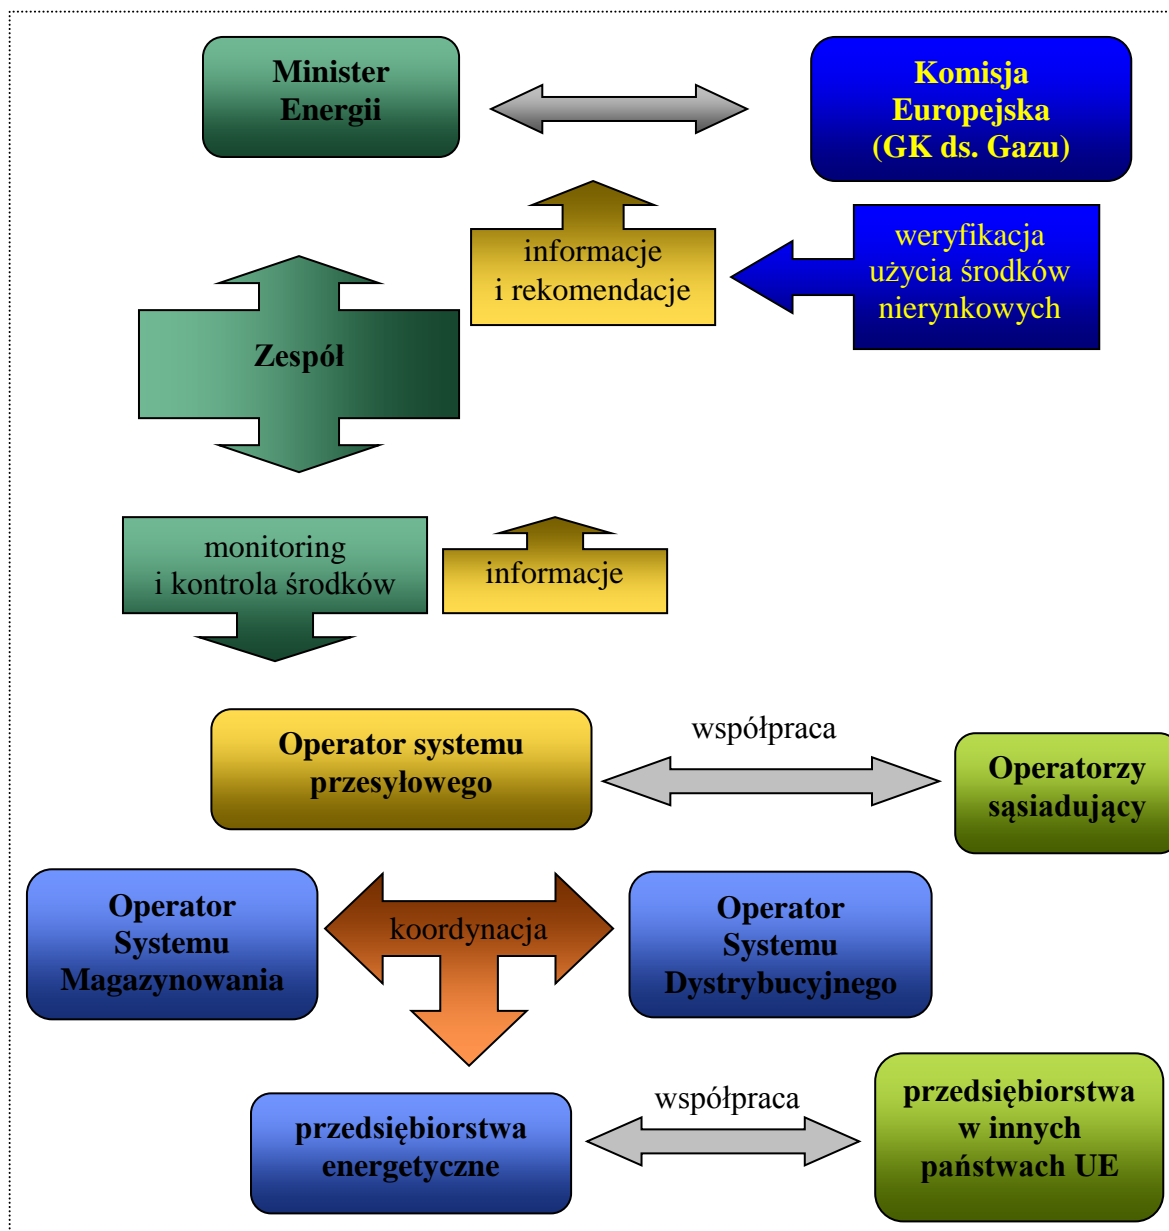 Minister
Energii
Komisja
Europejska
(GK ds. Gazu)
informacje
i rekomendacje
weryfikacja
użycia środków
nierynkowych
Zespół
monitoring
i kontrola środków
informacje
Operator systemu
przesyłowego
współpraca
Operatorzy
sąsiadujący
Operator
Systemu
Magazynowania
koordynacja
Operator
Systemu
Dystrybucyjnego
przedsiębiorstwa
energetyczne
współpraca
przedsiębiorstwa
w innych
państwach UE